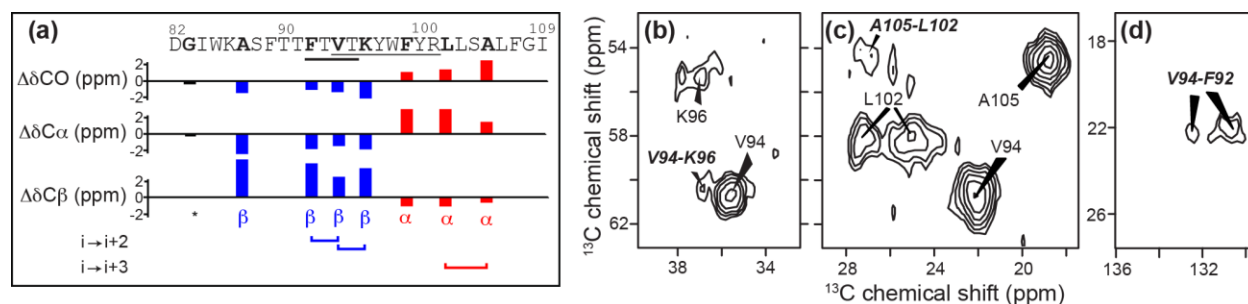 (a)
82 90 100 109
DGIWKASFTTFTVTKYWFYRLLSALFGI
ΔδCO (ppm)
2
0
-2
ΔδCα (ppm)
2
0
-2
ΔδCβ (ppm)
2
0
-2
* β β β β α α α
i→i+2
i→i+3
(b)
13C chemical shift (ppm)
54
58
62
K96
V94
V94-K96
38 34
(c)
A105-L102
L102
A105
V94
28 24 20
13C chemical shift (ppm)
(d)
18
22
26
V94-F92
136 132